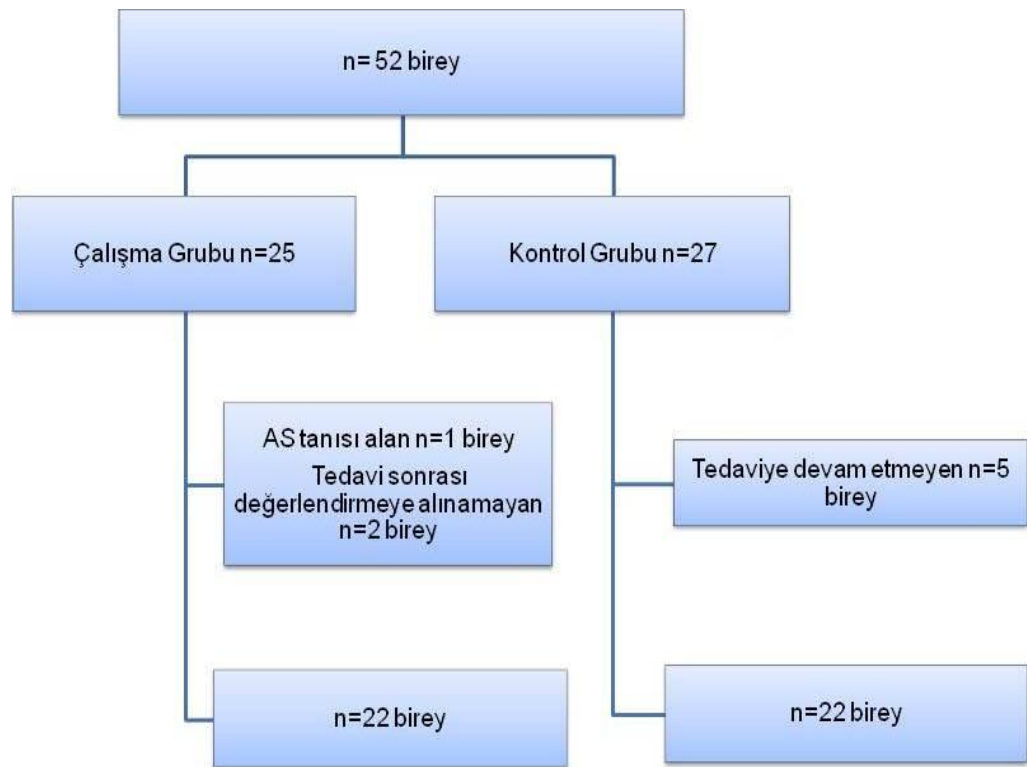 n= 52 birey
Çalışma Grubu n=25
Kontrol Grubu n=27
AS tanısı alan n=1 birey
Tedavi sonrası
değerlendirmeye alınamayan
n=2 birey
Tedaviye devam etmeyen n=5
birey
n=22 birey
n=22 birey